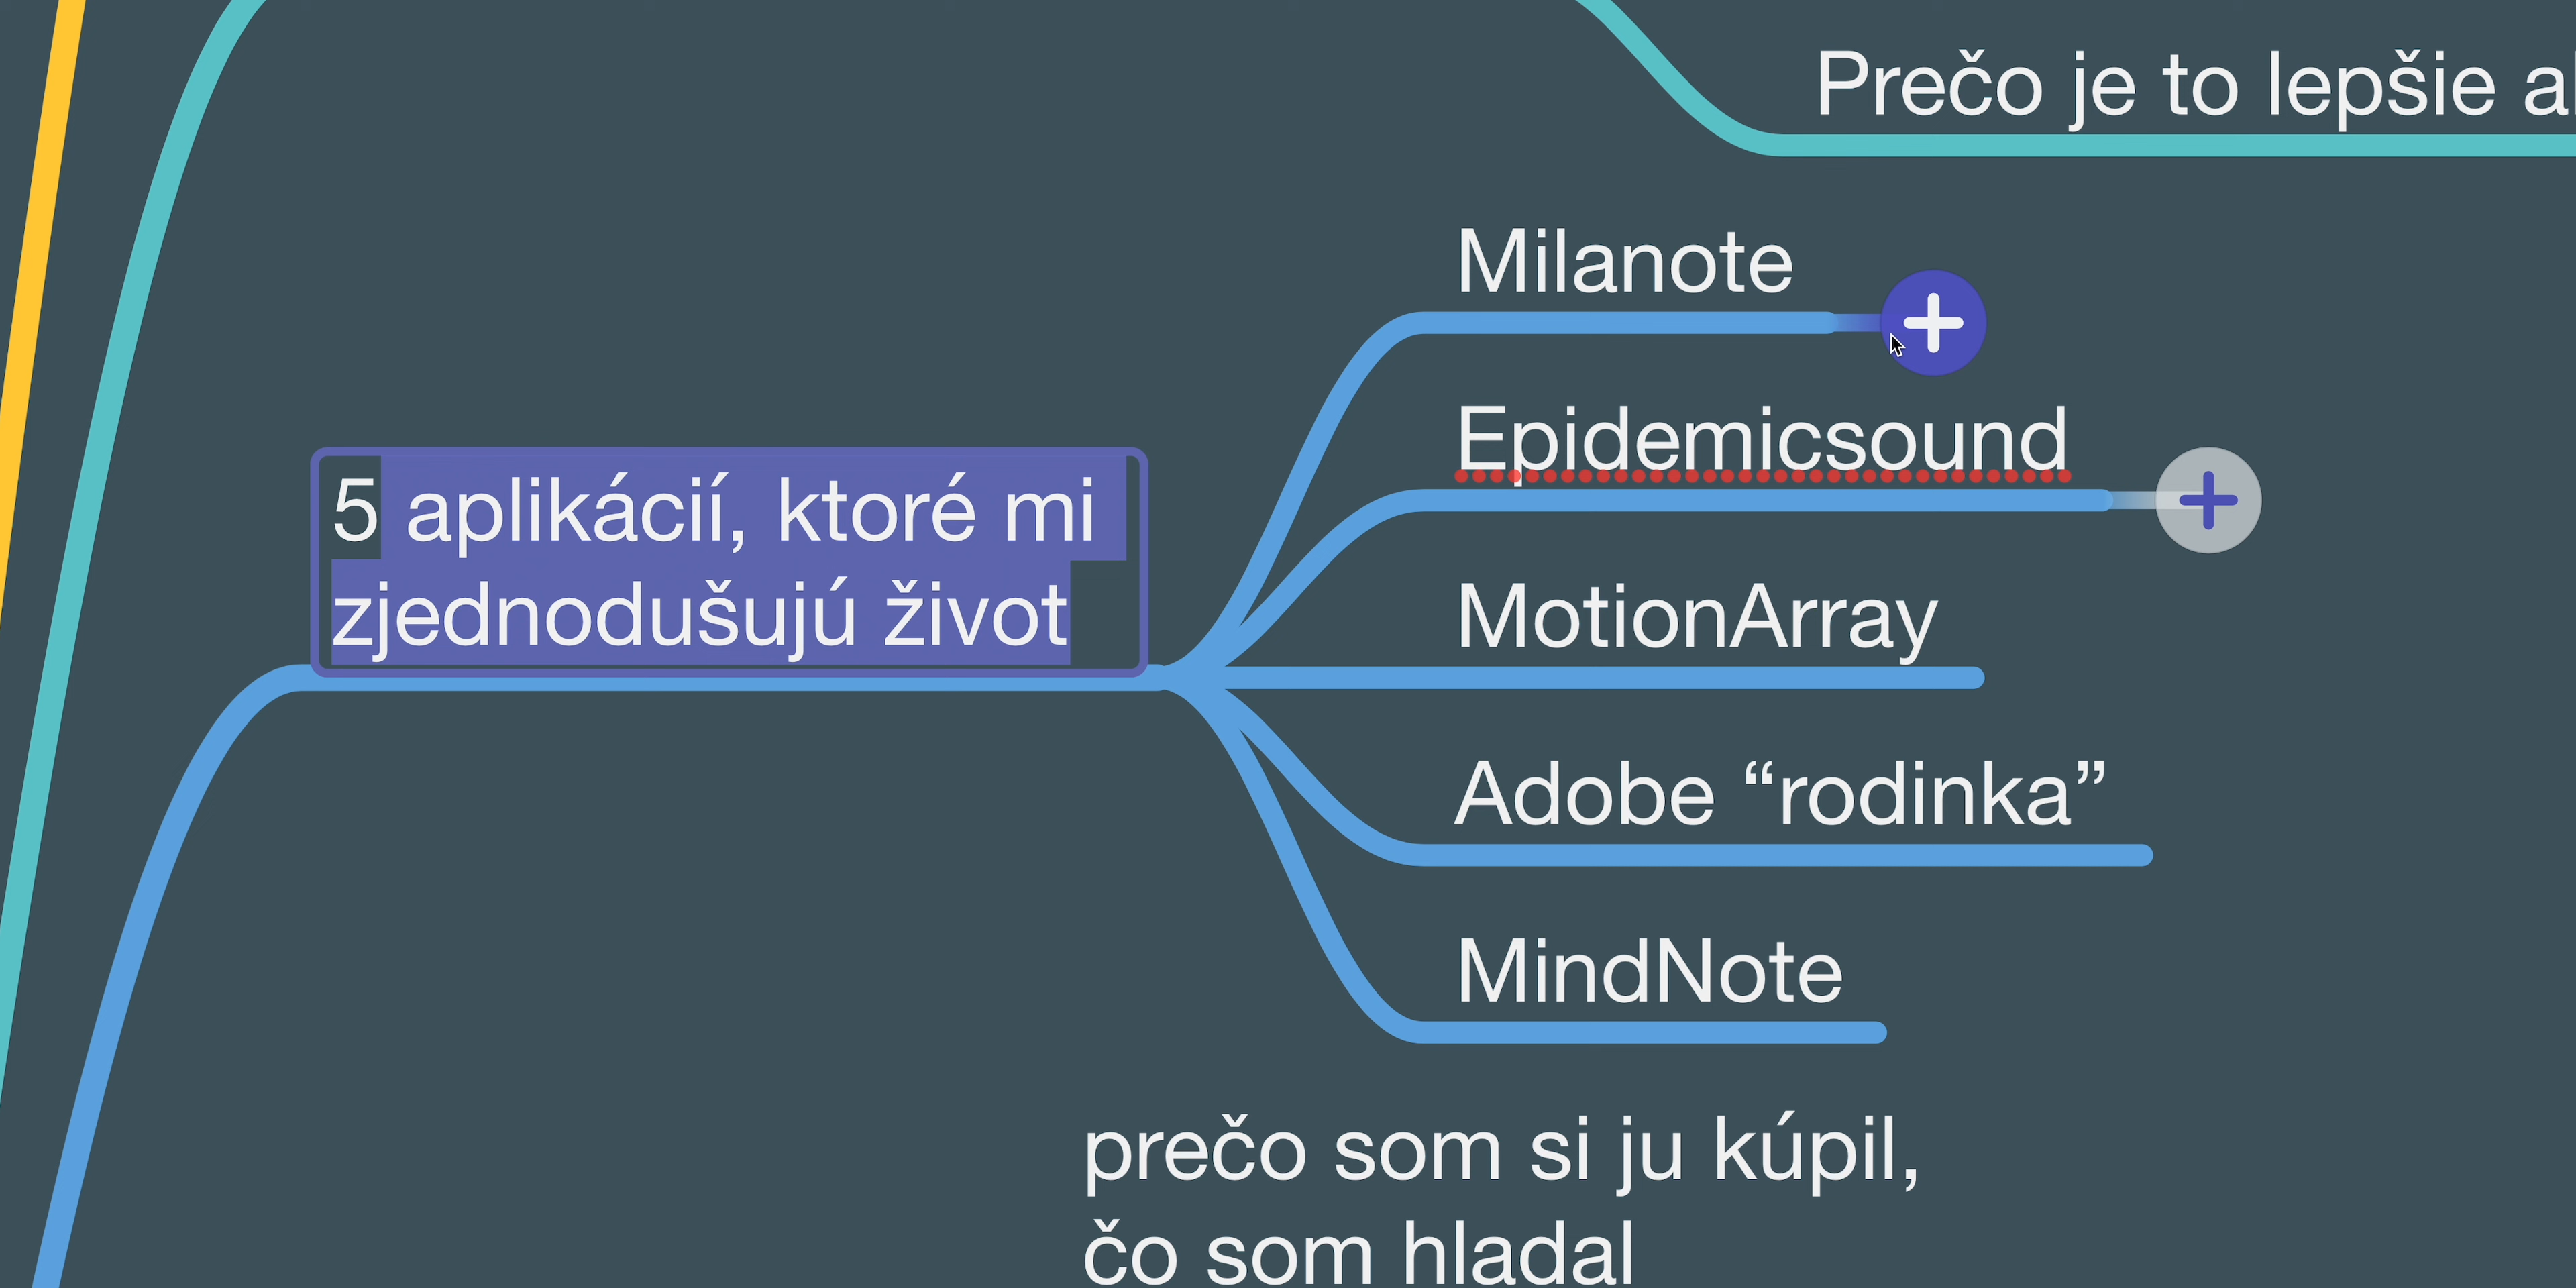 Prečo je to lepšie a
Milanote
Epidemicsound
5 aplikácií, ktoré mi
zjednodušujú život
MotionArray
Adobe “rodinka”
MindNote
prečo som si ju kúpil,
čo som hladal